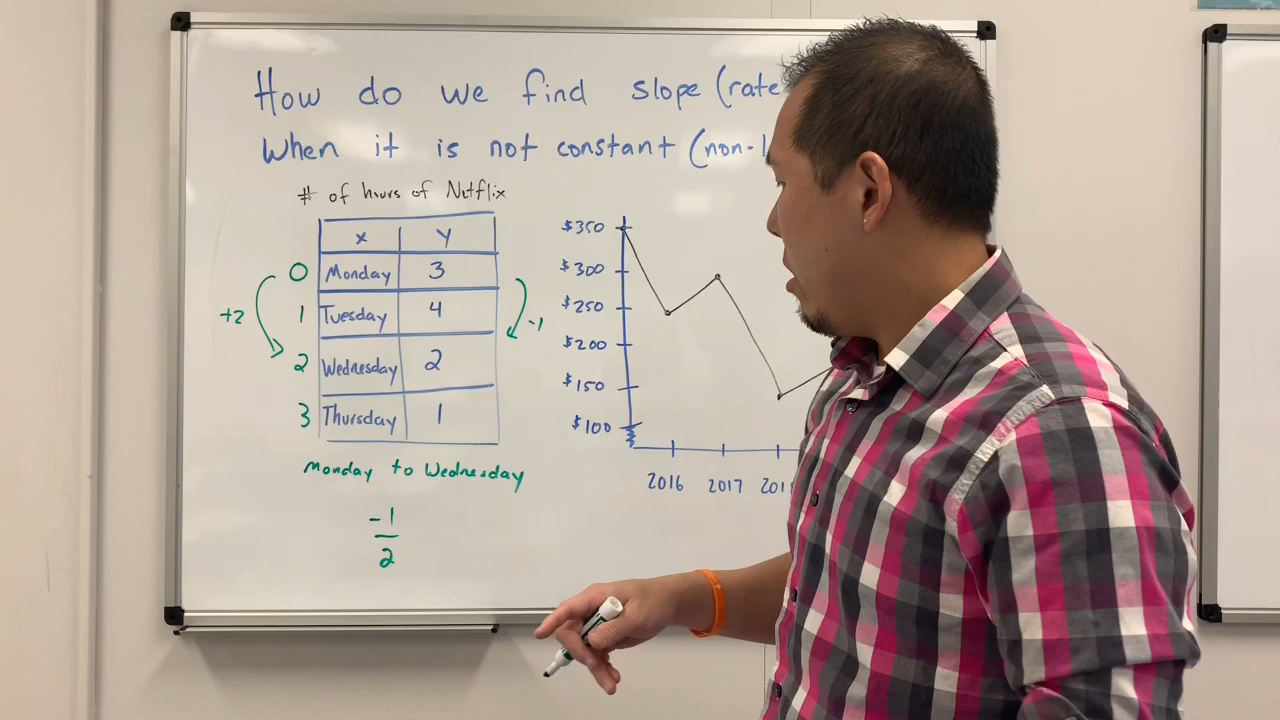 How do we find slope (rate
When it is not constant (non-
# of hours of Netflix
x y
0 Monday 3
+2 1 Tuesday 4 -1
2 Wednesday 2
3 Thursday 1
Monday to Wednesday
-1
2
$350
$300
$250
$200
$150
$100
2016 2017 201